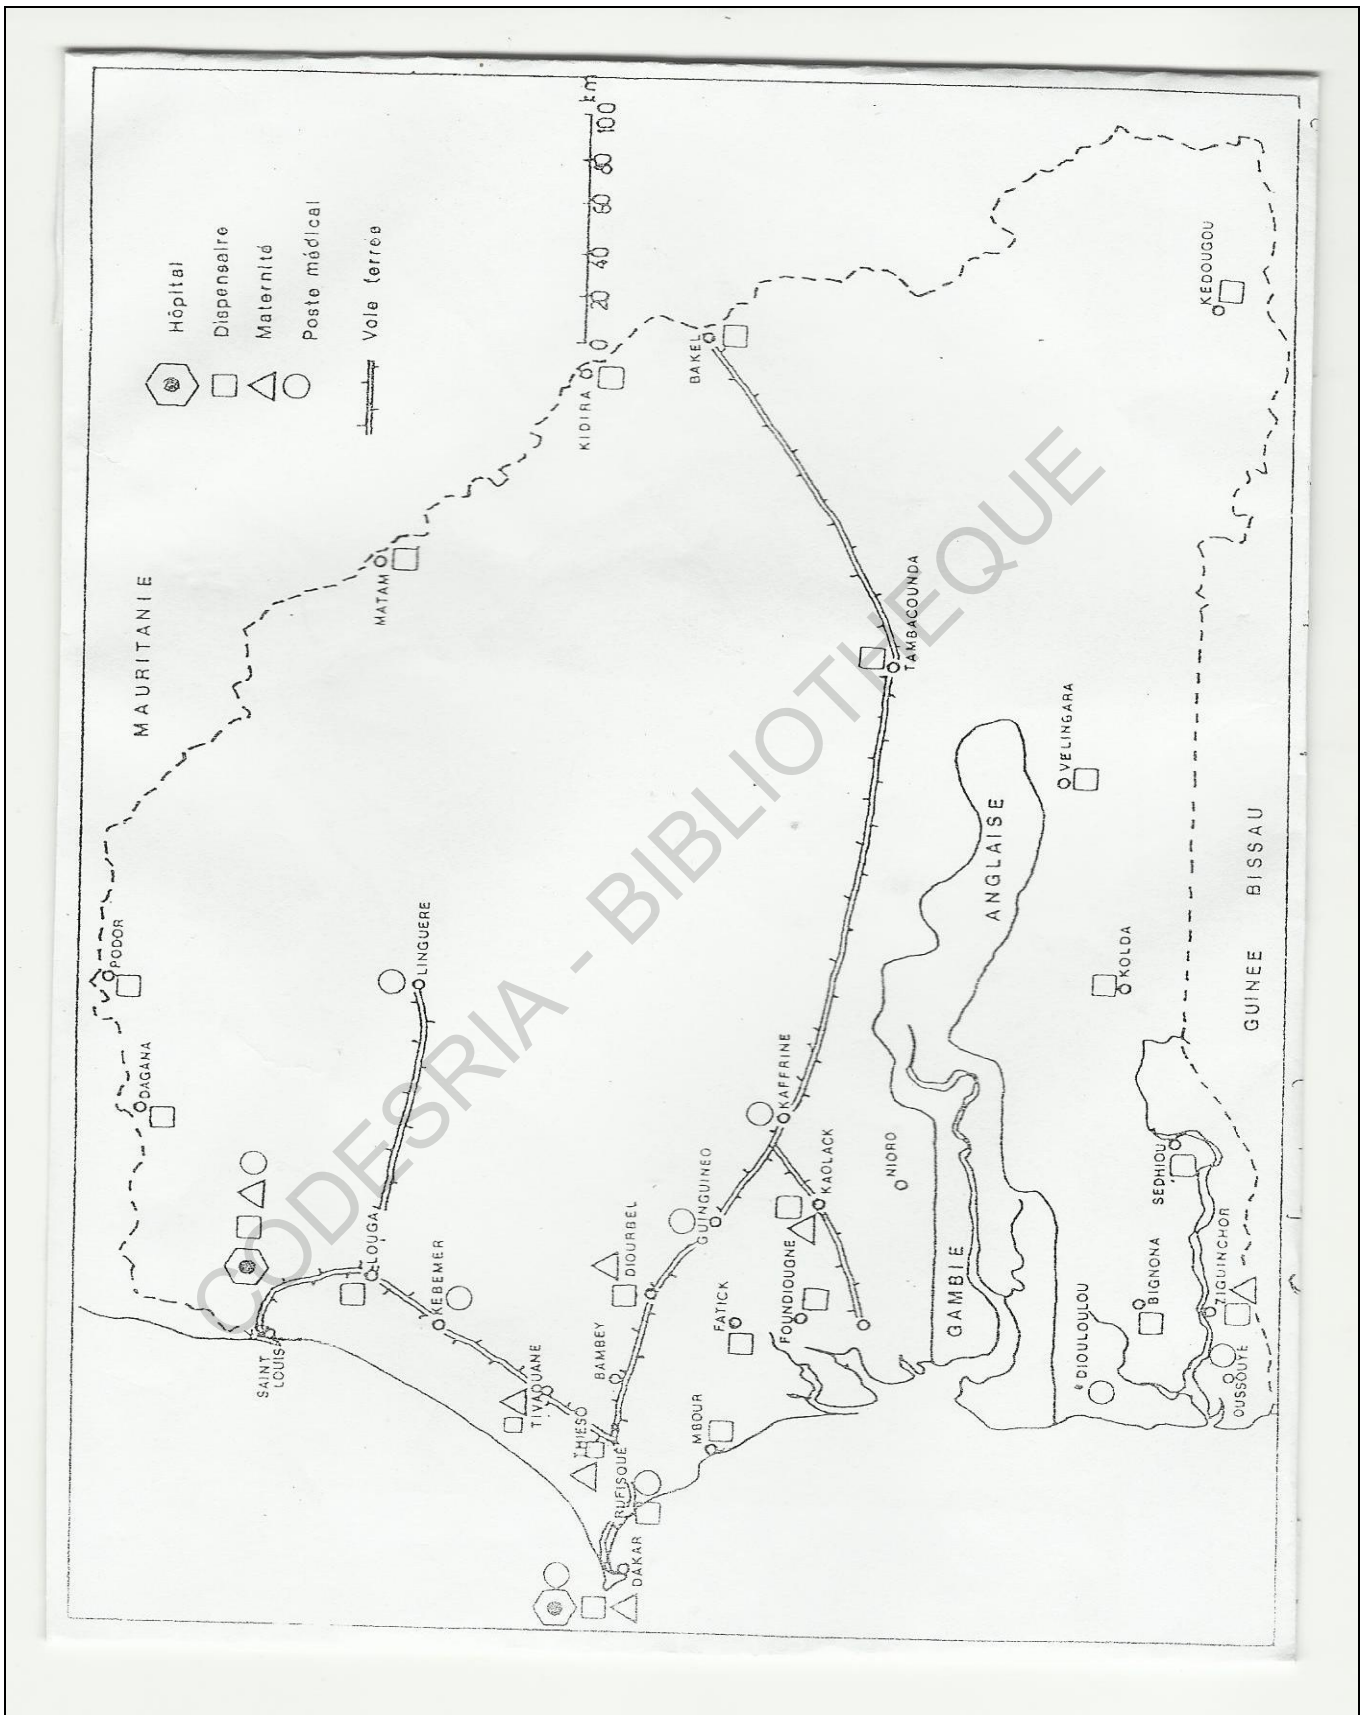 MAURITANIE
Hôpital
Dispensaire
Maternité
Poste médical
Voie ferrée
0 20 40 60 80 100 km
PODOR
DAGANA
SAINT
LOUIS
LINGUERE
LOUGA
KEBEMER
MATAM
KIDIRA
BAKEL
TIVAOUANE
THIES
RUFISQUE
DAKAR
BAMBEY
DIOURBEL
MBOUR
FATICK
GUINGUINEO
FOUNDIOUGNE
KAOLACK
KAFFRINE
NIORO
TAMBACOUNDA
GAMBIE
ANGLAISE
VELINGARA
KOLDA
KEDOUGOU
DIOULOULOU
BIGNONA
SEDHIOU
ZIGUINCHOR
OUSSOUYE
GUINEE BISSAU
CODESRIA - BIBLIOTHEQUE